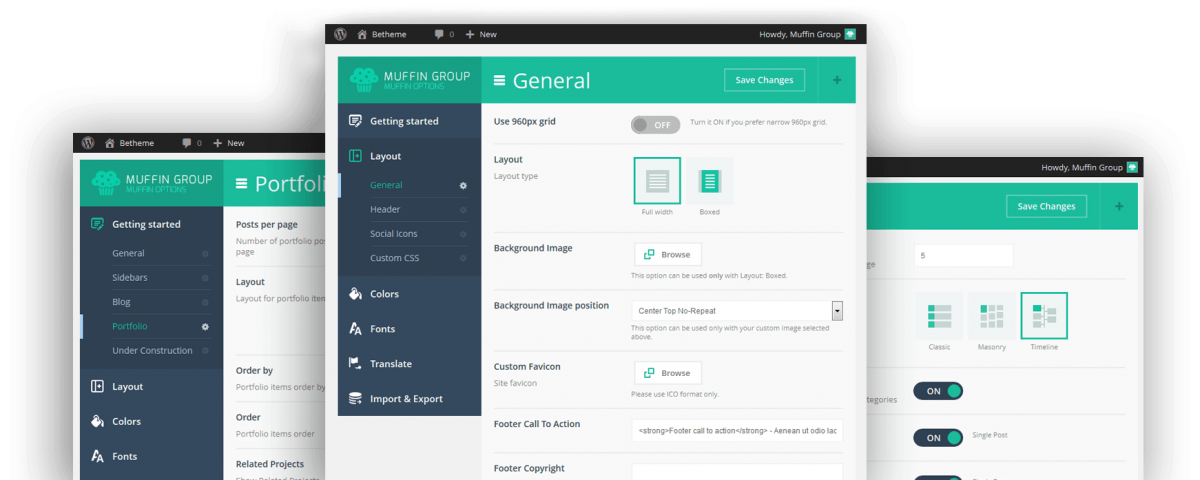 Betheme
0
New
Howdy, Muffin Group
MUFFIN GROUP
MUFFIN OPTIONS
General
Save Changes
Getting started
Layout
General
Header
Social Icons
Custom CSS
Colors
Fonts
Translate
Import & Export
Use 960px grid
OFF
Turn it ON if you prefer narrow 960px grid.
Layout
Layout type
Full width
Boxed
Background Image
Browse
This option can be used only with Layout: Boxed.
Background Image position
Center Top No-Repeat
This option can be used only with your custom image selected
above.
Custom Favicon
Site favicon
Browse
Please use ICO format only.
Footer Call To Action
<strong>Footer call to action</strong> - Aenean ut odio lac
Footer Copyright
Betheme
0
New
MUFFIN GROUP
MUFFIN OPTIONS
Portfoli
Getting started
General
Sidebars
Blog
Portfolio
Under Construction
Layout
Colors
Fonts
Posts per page
Number of portfolio po
page
Layout
Layout for portfolio iten
Order by
Portfolio items order by
Order
Portfolio items order
Related Projects
Show Related Projects
Howdy, Muffin Group
Save Changes
ge
5
Classic
Masonry
Timeline
tegories
ON
ON
Single Post